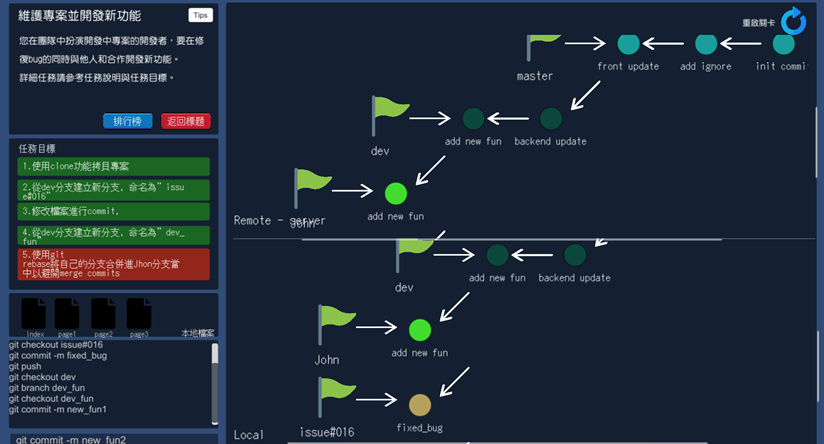 維護專案並開發新功能
Tips
您在團隊中扮演開發中專案的開發者，要在修
復bug的同時與他人和合作開發新功能。
詳細任務請參考任務說明與任務目標。
排行榜
返回標題
任務目標
1.使用clone功能拷貝專案
2.從dev分支建立新分支, 命名為"issu
e#016"
3.修改檔案進行commit,
4.從dev分支建立新分支, 命名為"dev_
fun"
5.使用git
rebase將自己的分支合併進Jhon分支當
中以避開merge commits
index
page1
page2
page3
本地檔案
git checkout issue#016
git commit -m fixed_bug
git push
git checkout dev
git branch dev_fun
git checkout dev_fun
git commit -m new_fun1
git commit -m new_fun2
重啟關卡
master
front update
add ignore
init commi
dev
add new fun
backend update
John
add new fun
Remote - server
dev
add new fun
backend update
John
add new fun
issue#016
fixed_bug
Local